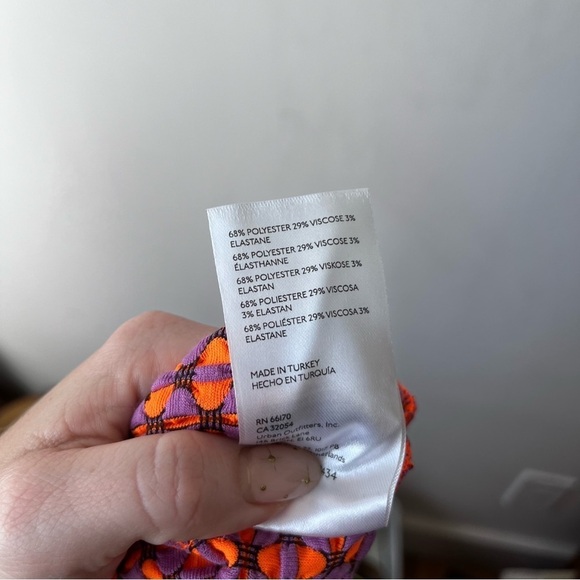 68% POLYESTER 29% VISCOSE 3%
ELASTANE
68% POLYESTER 29% VISCOSE 3%
ÉLASTHANNE
68% POLYESTER 29% VISKOSE 3%
ELASTAN
68% POLIESTERE 29% VISCOSA
3% ELASTAN
68% POLIÉSTER 29% VISCOSA 3%
ELASTANE
MADE IN TURKEY
HECHO EN TURQUÍA
RN 66170
CA 32054
Urban Outfitters, Inc.
E1 6RU